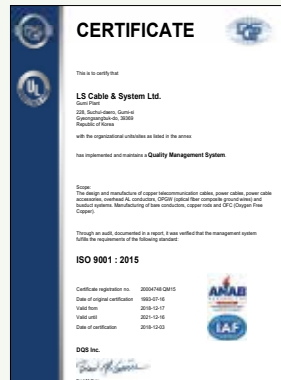 CERTIFICATE
This is to certify that
LS Cable & System Ltd.
Gumi Plant
228, Suchul-daero, Gumi-si
Gyeongsangbuk-do, 39389
Republic of Korea
with the organizational units/sites as listed in the annex
has implemented and maintains a Quality Management System.
Scope:
The design and manufacture of copper telecommunication cables, power cables, power cable
accessories, overhead AL conductors, OPGW (optical fiber composite ground wires) and
busduct systems. Manufacturing of bare conductors, copper rods and OFC (Oxygen Free
Copper).
Through an audit, documented in a report, it was verified that the management system
fulfills the requirements of the following standard:
ISO 9001 : 2015
Certificate registration no. 20004748 QM15
Date of original certification 1993-07-16
Valid from 2018-12-17
Valid until 2021-12-16
Date of certification 2018-12-03
ANAB
IAF
DQS Inc.